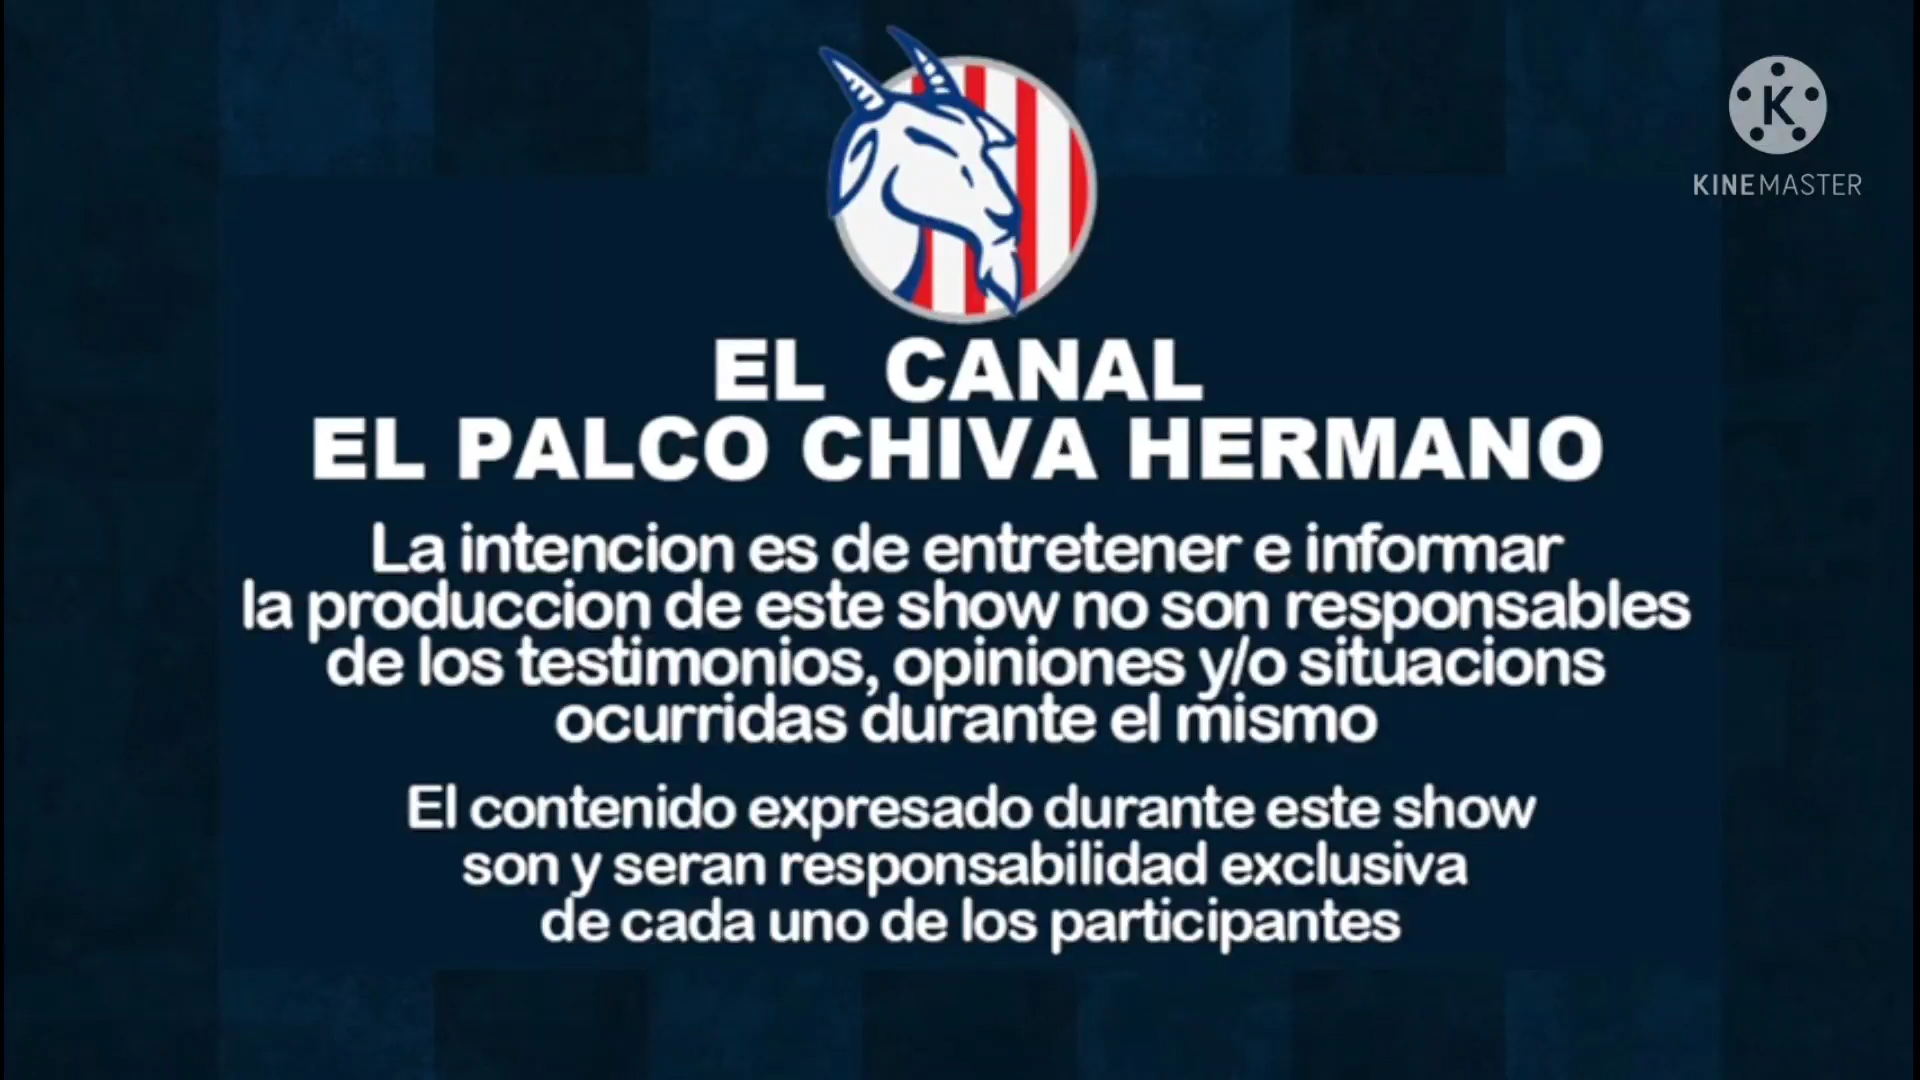 K
KINEMASTER
EL CANAL
EL PALCO CHIVA HERMANO
La intencion es de entretener e informar
la produccion de este show no son responsables
de los testimonios, opiniones y/o situacions
ocurridas durante el mismo
El contenido expresado durante este show
son y seran responsabilidad exclusiva
de cada uno de los participantes